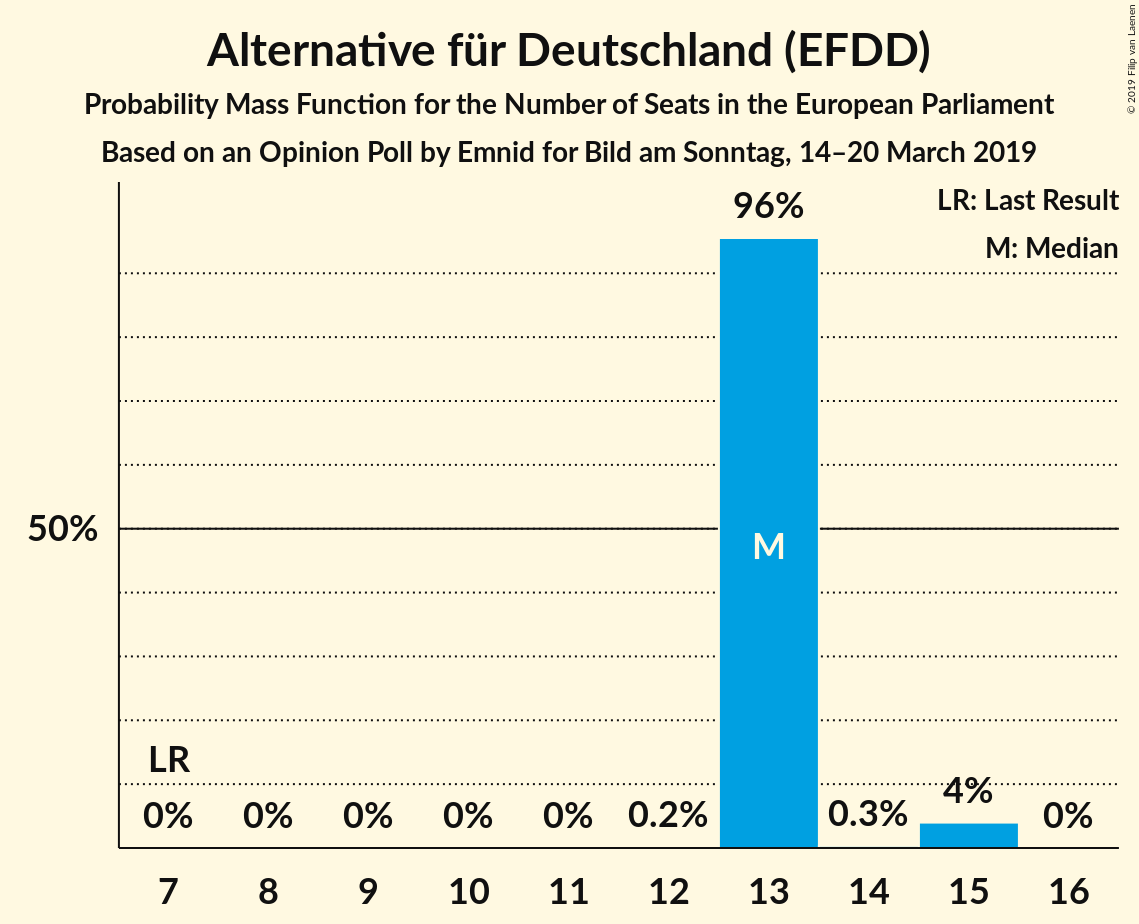 Alternative für Deutschland (EFDD)
Probability Mass Function for the Number of Seats in the European Parliament
Based on an Opinion Poll by Emnid for Bild am Sonntag, 14–20 March 2019
© 2019 Filip van Laenen
LR: Last Result
M: Median
96%
50%
M
LR
0% 0% 0% 0% 0% 0.2% 0.3% 4% 0%
7 8 9 10 11 12 13 14 15 16